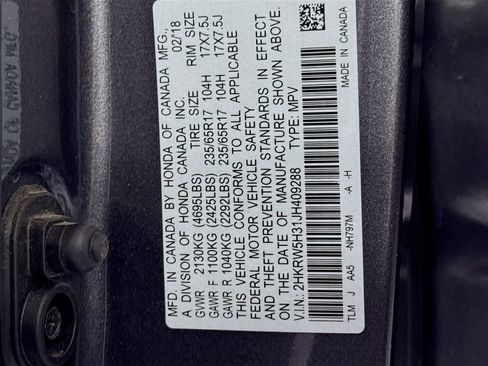 MFD. IN CANADA BY HONDA OF CANADA MFG.,
A DIVISION OF HONDA CANADA INC. 02/18
TIRE SIZE RIM SIZE
GVWR 2130KG (4695LBS)
GAWR F 1100KG (2425LBS) 235/65R17 104H 17X7.5J
GAWR R 1040KG (2292LBS) 235/65R17 104H 17X7.5J
THIS VEHICLE CONFORMS TO ALL APPLICABLE
FEDERAL MOTOR VEHICLE SAFETY
AND THEFT PREVENTION STANDARDS IN EFFECT
ON THE DATE OF MANUFACTURE SHOWN ABOVE.
V.I.N: 2HKRW5H31JH409288 TYPE: MPV
TLM J AA5 -NH797M -A -H
MADE IN CANADA